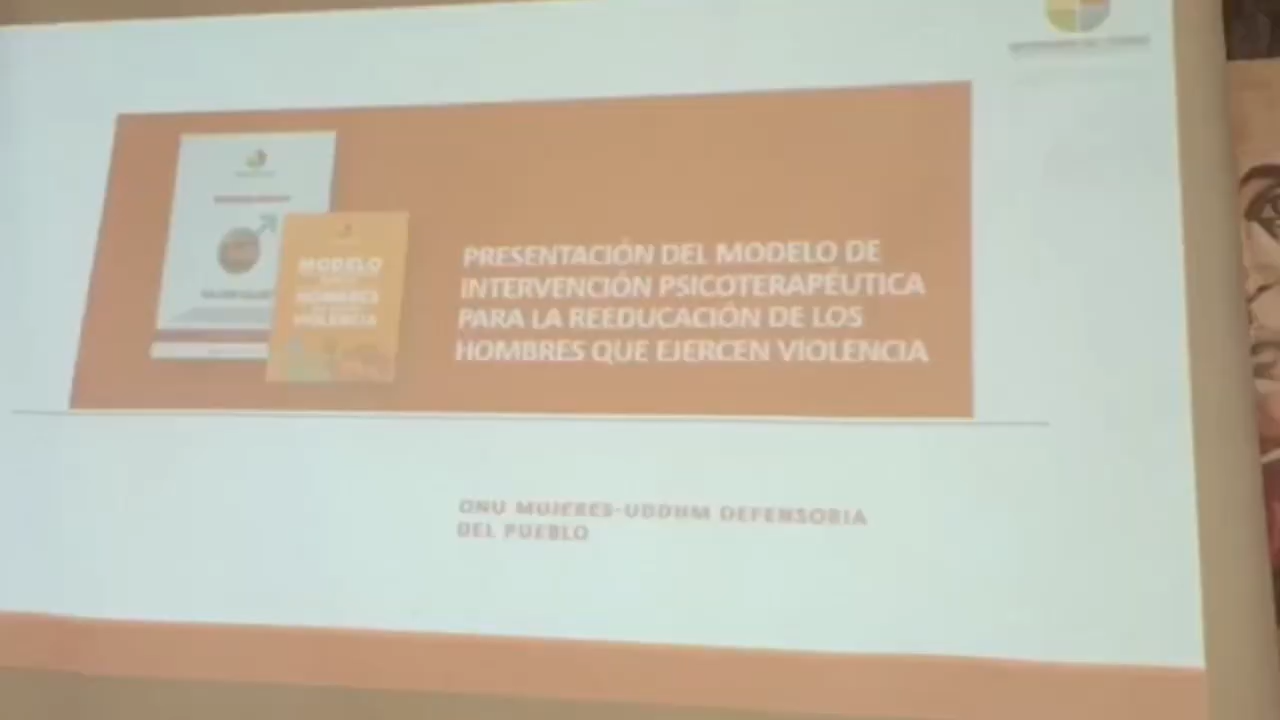 MODELO
HOMBRES
VIOLENCIA
PRESENTACIÓN DEL MODELO DE
INTERVENCIÓN PSICOTERAPÉUTICA
PARA LA REEDUCACIÓN DE LOS
HOMBRES QUE EJERCEN VIOLENCIA
ONU MUJERES-UDDHM DEFENSORIA
DEL PUEBLO